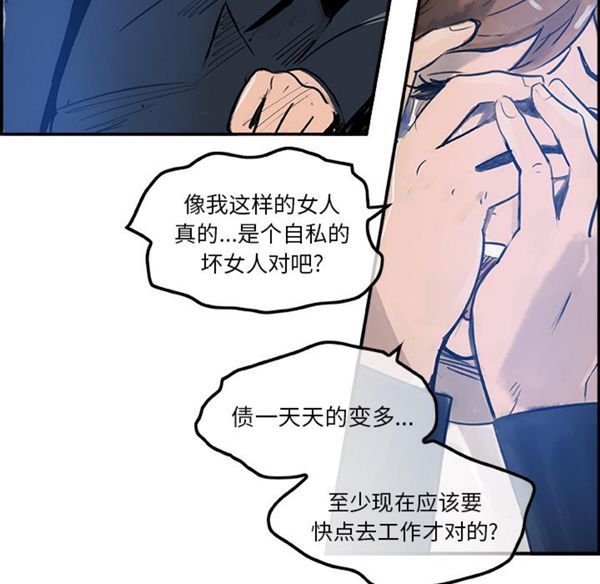 像我这样的女人
真的...是个自私的
坏女人对吧?
债一天天的变多...
至少现在应该要
快点去工作才对的?